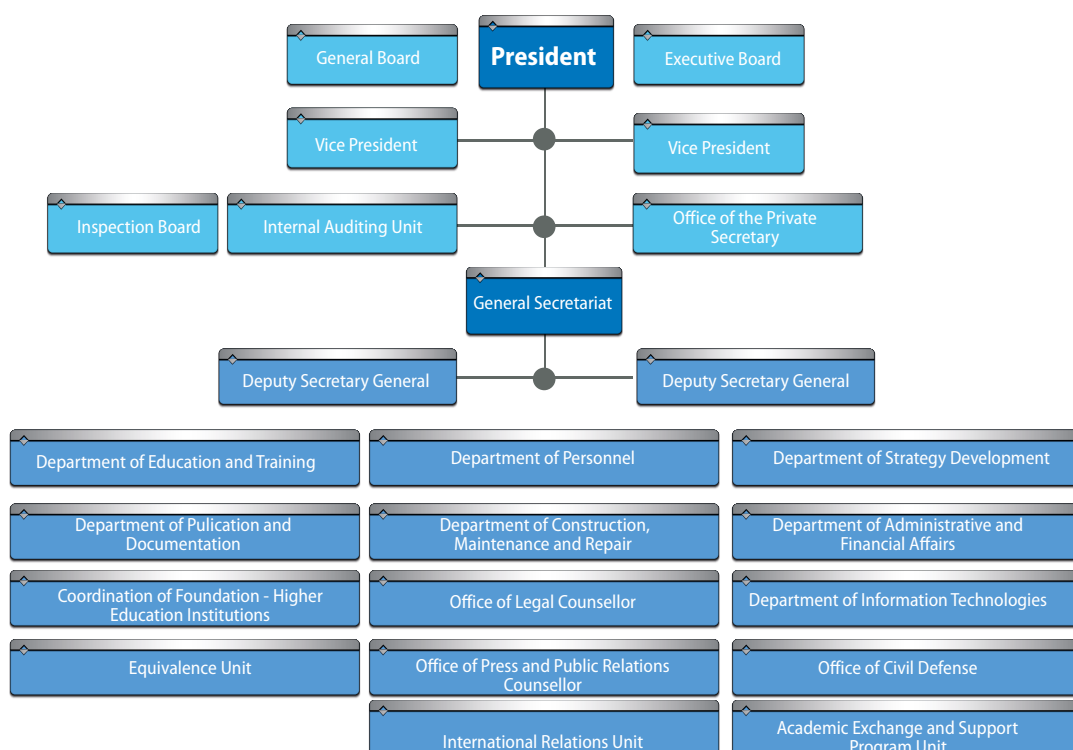 General Board
President
Executive Board
Vice President
Vice President
Inspection Board
Internal Auditing Unit
Office of the Private
Secretary
General Secretariat
Deputy Secretary General
Deputy Secretary General
Department of Education and Training
Department of Personnel
Department of Strategy Development
Department of Pulication and
Documentation
Department of Construction,
Maintenance and Repair
Department of Administrative and
Financial Affairs
Coordination of Foundation - Higher
Education Institutions
Office of Legal Counsellor
Department of Information Technologies
Equivalence Unit
Office of Press and Public Relations
Counsellor
Office of Civil Defense
International Relations Unit
Academic Exchange and Support
Program Unit